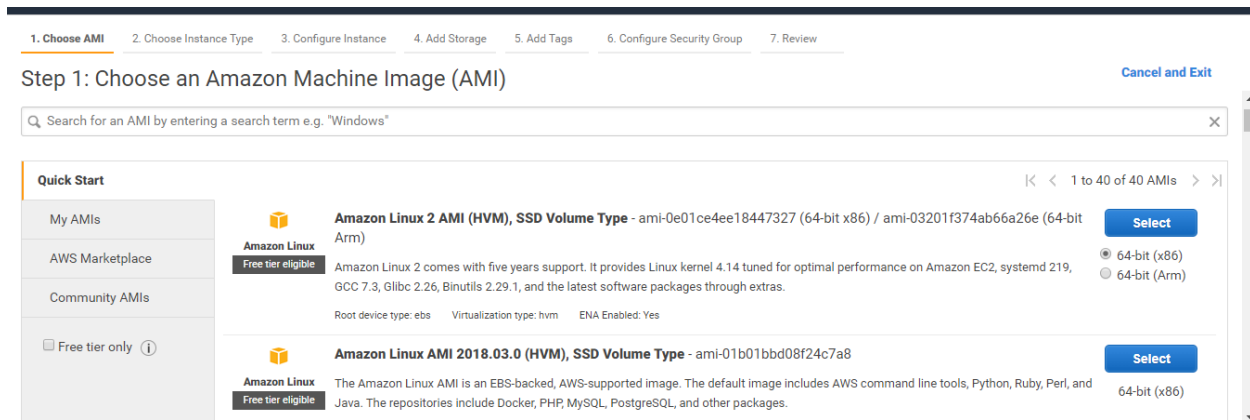 1. Choose AMI 2. Choose Instance Type 3. Configure Instance 4. Add Storage 5. Add Tags 6. Configure Security Group 7. Review
Step 1: Choose an Amazon Machine Image (AMI)
Cancel and Exit
Search for an AMI by entering a search term e.g. "Windows"
Quick Start
My AMIs
AWS Marketplace
Community AMIs
Free tier only
1 to 40 of 40 AMIs
Amazon Linux
Free tier eligible
Amazon Linux 2 AMI (HVM), SSD Volume Type - ami-0e01ce4ee18447327 (64-bit x86) / ami-03201f374ab66a26e (64-bit
Arm)
Amazon Linux 2 comes with five years support. It provides Linux kernel 4.14 tuned for optimal performance on Amazon EC2, systemd 219,
GCC 7.3, Glibc 2.26, Binutils 2.29.1, and the latest software packages through extras.
Root device type: ebs Virtualization type: hvm ENA Enabled: Yes
Select
64-bit (x86)
64-bit (Arm)
Amazon Linux
Free tier eligible
Amazon Linux AMI 2018.03.0 (HVM), SSD Volume Type - ami-01b01bbd08f24c7a8
The Amazon Linux AMI is an EBS-backed, AWS-supported image. The default image includes AWS command line tools, Python, Ruby, Perl, and
Java. The repositories include Docker, PHP, MySQL, PostgreSQL, and other packages.
Select
64-bit (x86)